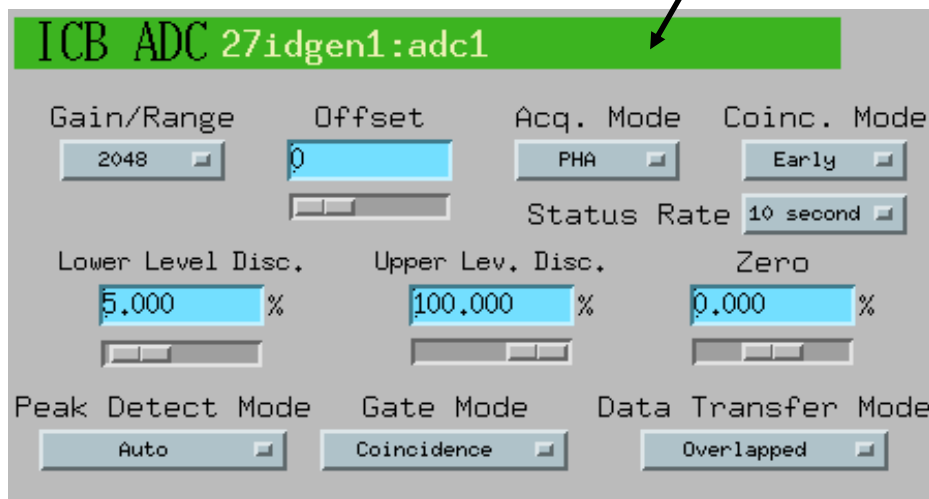 ICB ADC 27idgen1:adc1
Gain/Range Offset Acq. Mode Coinc. Mode
2048 0 PHA Early
Status Rate 10 second
Lower Level Disc. Upper Lev. Disc. Zero
5.000 % 100.000 % 0.000 %
Peak Detect Mode Gate Mode Data Transfer Mode
Auto Coincidence Overlapped